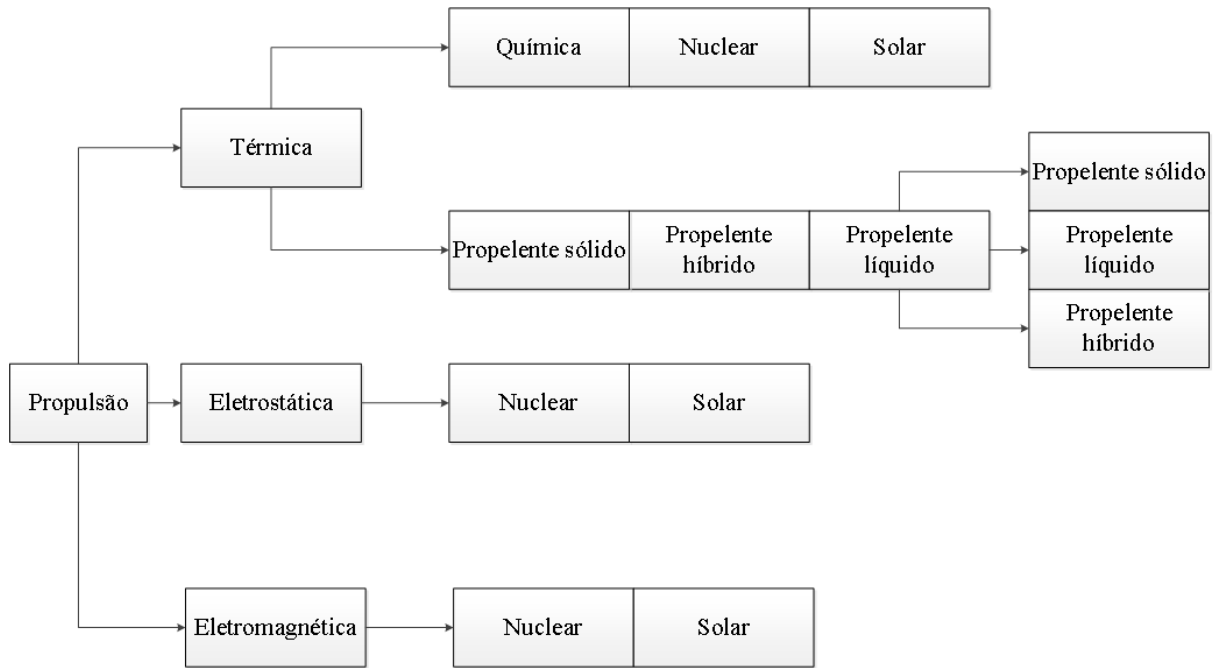 Química
Nuclear
Solar
Térmica
Propelente sólido
Propelente sólido
Propelente
híbrido
Propelente
líquido
Propelente
líquido
Propelente
híbrido
Propulsão
Eletrostática
Nuclear
Solar
Eletromagnética
Nuclear
Solar